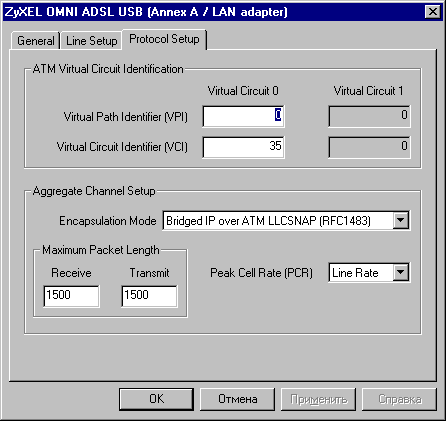 ZyXEL OMNI ADSL USB (Annex A / LAN adapter)
General Line Setup Protocol Setup
ATM Virtual Circuit Identification
Virtual Circuit 0 Virtual Circuit 1
Virtual Path Identifier (VPI) 0 0
Virtual Circuit Identifier (VCI) 35 0
Aggregate Channel Setup
Encapsulation Mode Bridged IP over ATM LLCSNAP (RFC1483)
Maximum Packet Length
Receive Transmit Peak Cell Rate (PCR) Line Rate
1500 1500
OK Отмена Применить Справка